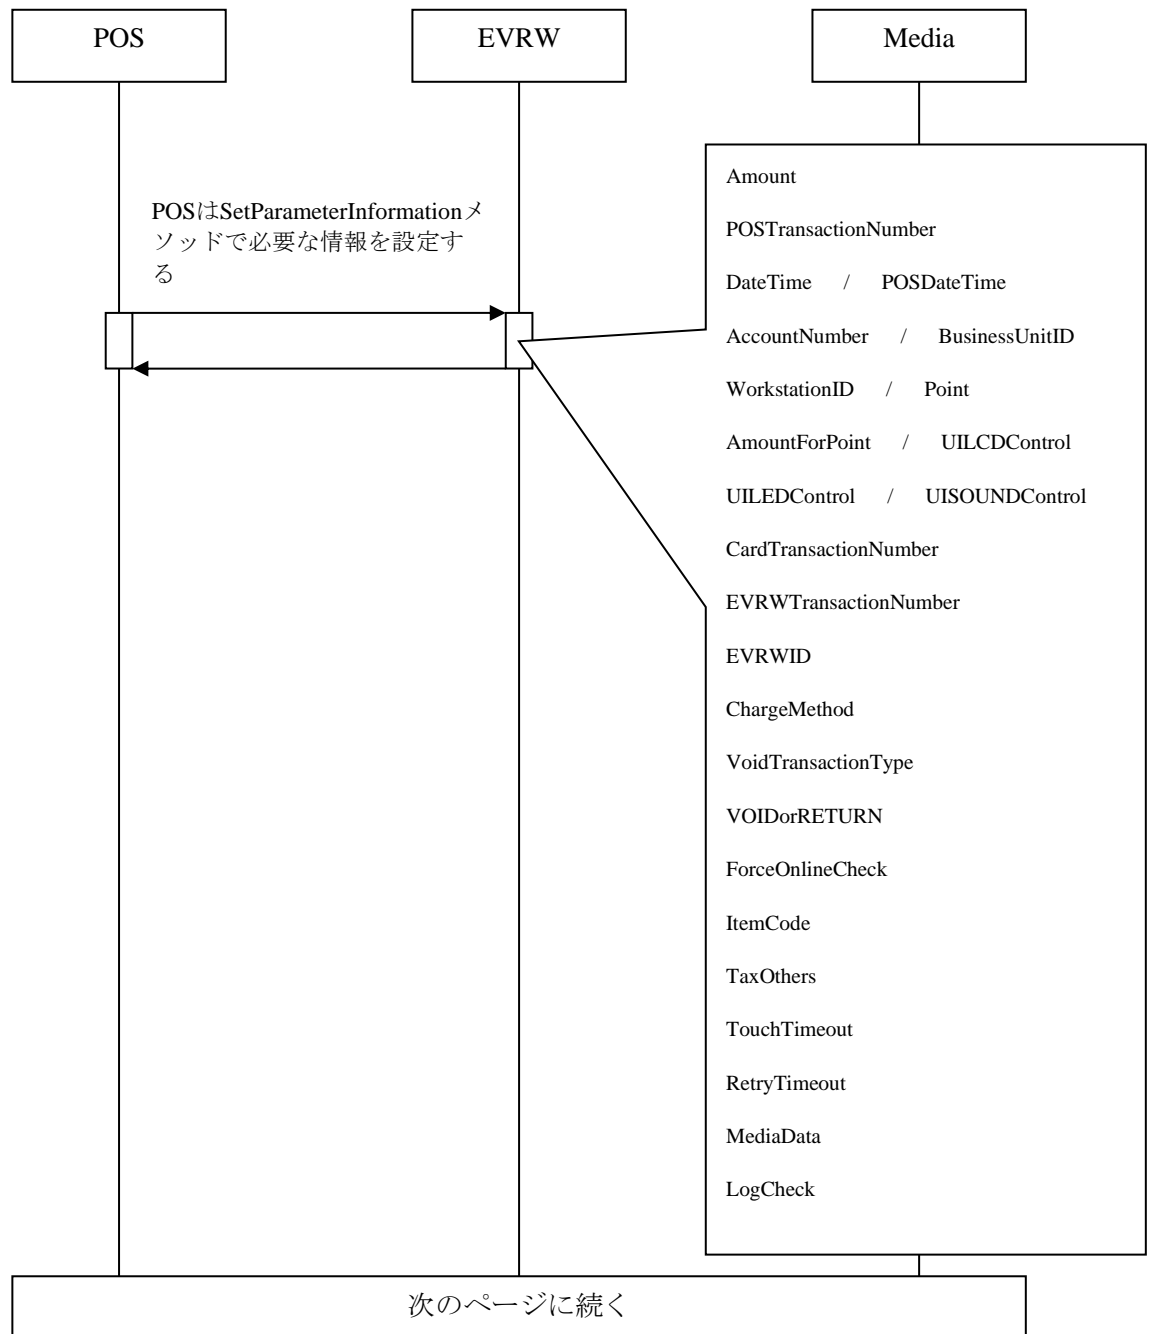 POS
EVRW
Media
POSはSetParameterInformationメ
ソッドで必要な情報を設定す
る
Amount
POSTransactionNumber
DateTime / POSDateTime
AccountNumber / BusinessUnitID
WorkstationID / Point
AmountForPoint / UILCDControl
UILEDControl / UISOUNDControl
CardTransactionNumber
EVRWTransactionNumber
EVRWID
ChargeMethod
VoidTransactionType
VOIDorRETURN
ForceOnlineCheck
ItemCode
TaxOthers
TouchTimeout
RetryTimeout
MediaData
LogCheck
次のページに続く